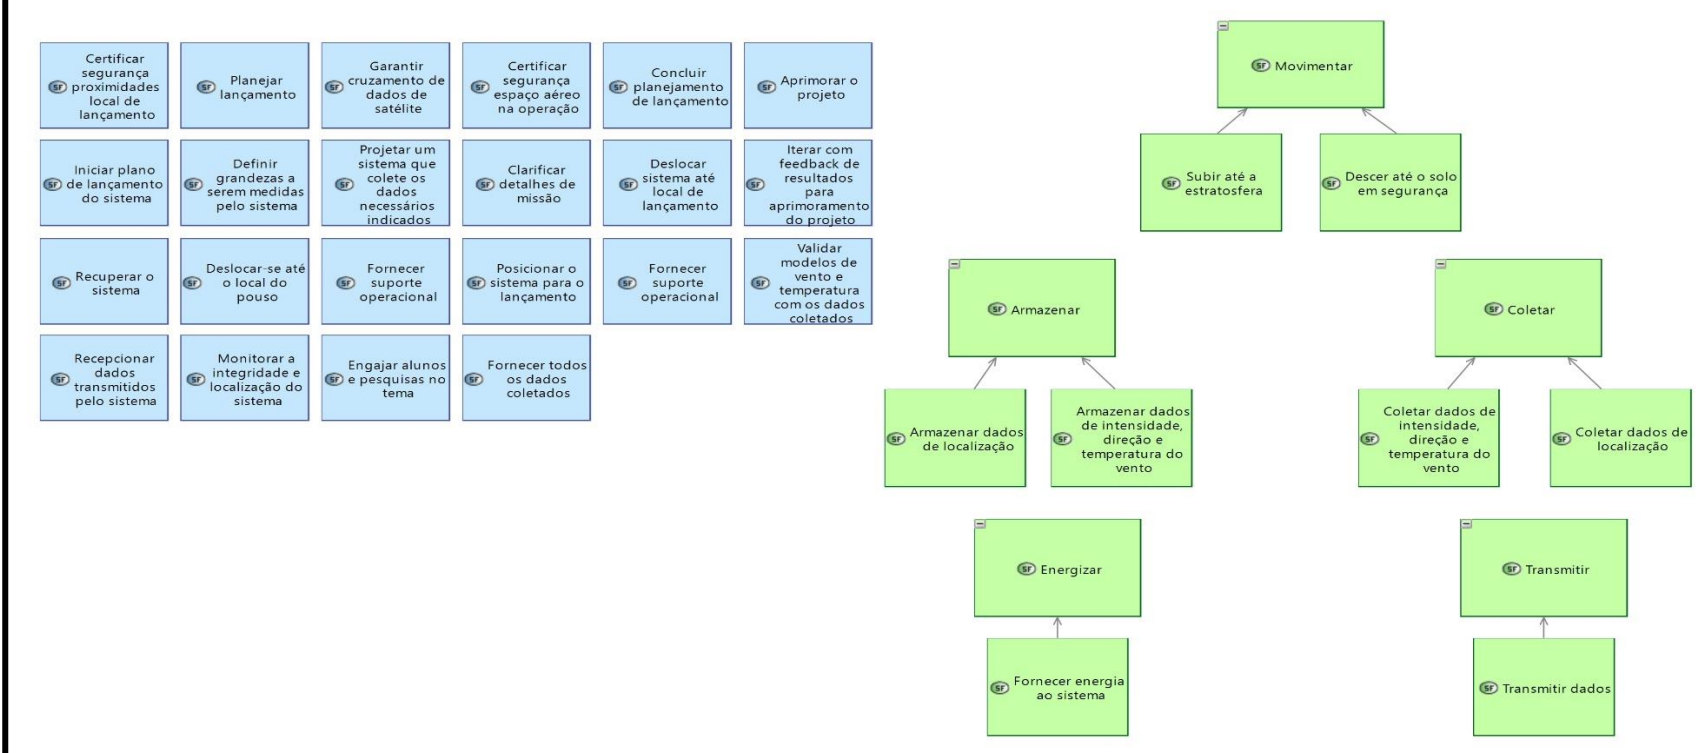 SF
Certificar
segurança
proximidades
local de
lançamento
SF
Planejar
lançamento
SF
Garantir
cruzamento de
dados de
satélite
SF
Certificar
segurança
espaço aéreo
na operação
SF
Concluir
planejamento
de lançamento
SF
Aprimorar o
projeto
SF
Iniciar plano
de lançamento
do sistema
SF
Definir
grandezas a
serem medidas
pelo sistema
SF
Projetar um
sistema que
colete os
dados
necessários
indicados
SF
Clarificar
detalhes de
missão
SF
Deslocar
sistema até
local de
lançamento
SF
Iterar com
feedback de
resultados
para
aprimoramento
do projeto
SF
Recuperar o
sistema
SF
Deslocar-se até
o local do
pouso
SF
Fornecer
suporte
operacional
SF
Posicionar o
sistema para o
lançamento
SF
Fornecer
suporte
operacional
SF
Validar
modelos de
vento e
temperatura
com os dados
coletados
SF
Recepcionar
dados
transmitidos
pelo sistema
SF
Monitorar a
integridade e
localização do
sistema
SF
Engajar alunos
e pesquisas no
tema
SF
Fornecer todos
os dados
coletados
SF
Movimentar
SF
Subir até a
estratosfera
SF
Descer até o solo
em segurança
SF
Armazenar
SF
Armazenar dados
de localização
SF
Armazenar dados
de intensidade,
direção e
temperatura do
vento
SF
Coletar
SF
Coletar dados de
intensidade,
direção e
temperatura do
vento
SF
Coletar dados de
localização
SF
Energizar
SF
Fornecer energia
ao sistema
SF
Transmitir
SF
Transmitir dados